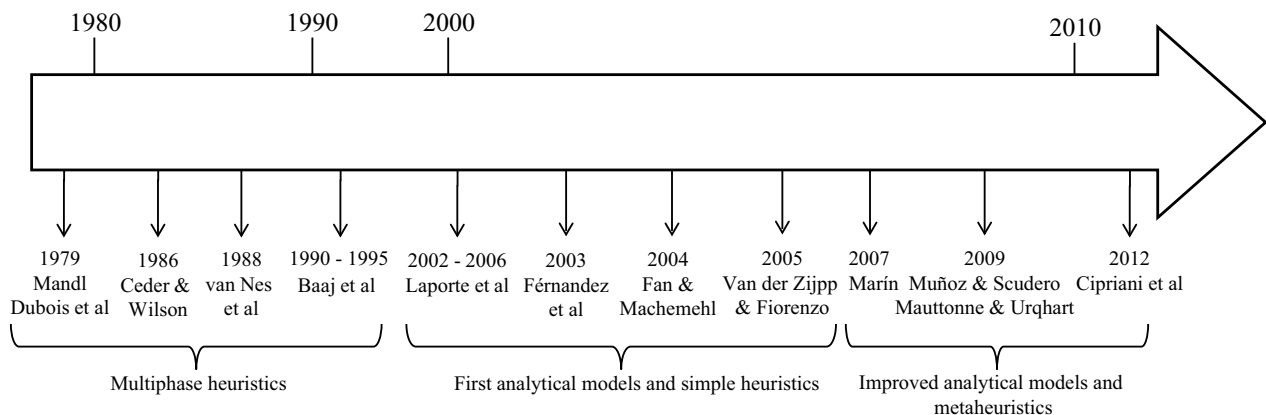 1980
1990
2000
2010
1979
Mandl
Dubois et al
1986
Ceder &
Wilson
1988
van Nes
et al
1990 - 1995
Baaj et al
2002 - 2006
Laporte et al
2003
Férnandez
et al
2004
Fan &
Machemehl
2005
Van der Zijpp
& Fiorenzo
2007
Marín
2009
Muñoz & Scudero
Mauttonne & Urqhart
2012
Cipriani et al
Multiphase heuristics
First analytical models and simple heuristics
Improved analytical models and
metaheuristics